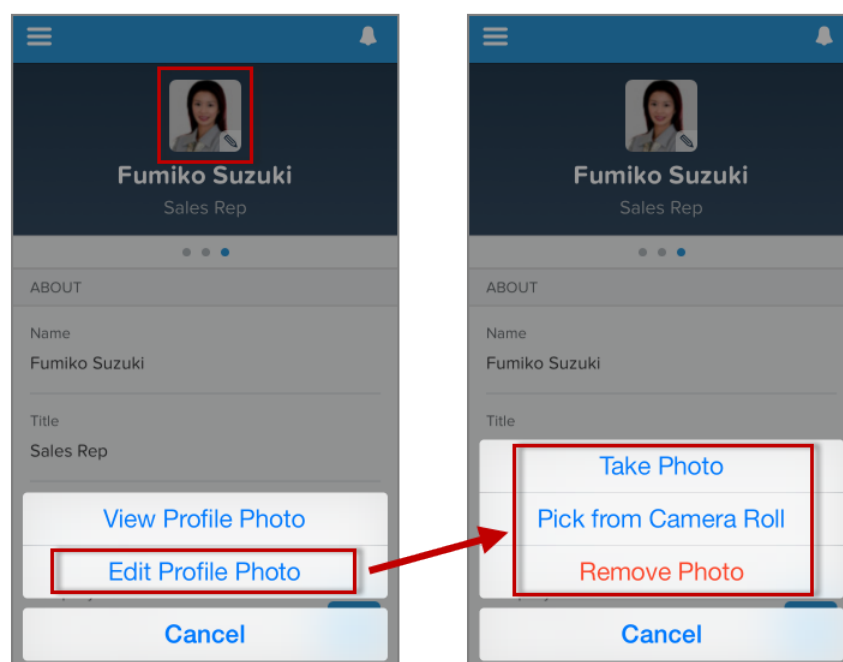 Fumiko Suzuki
Sales Rep
ABOUT
Name
Fumiko Suzuki
Title
Sales Rep
View Profile Photo
Edit Profile Photo
Cancel
Fumiko Suzuki
Sales Rep
ABOUT
Name
Fumiko Suzuki
Title
Take Photo
Pick from Camera Roll
Remove Photo
Cancel